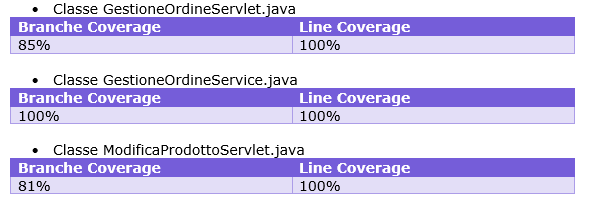 • Classe GestioneOrdineServlet.java
Branche Coverage Line Coverage
85% 100%
• Classe GestioneOrdineService.java
Branche Coverage Line Coverage
100% 100%
• Classe ModificaProdottoServlet.java
Branche Coverage Line Coverage
81% 100%